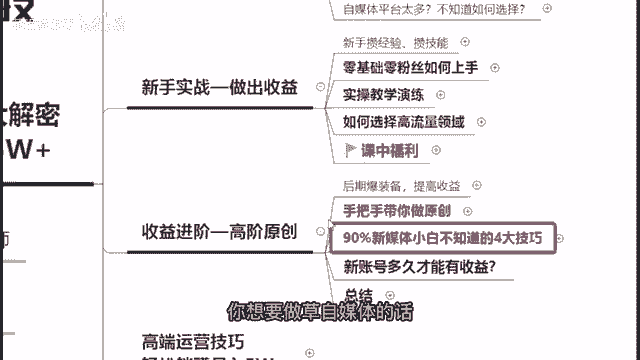 自媒体平台太多？不知道如何选择？
新手攒经验、攒技能
零基础零粉丝如何上手
新手实战—做出收益
实操教学演练
如何选择高流量领域
课中福利
大解密
W+
后期爆装备，提高收益
手把手带你做原创
收益进阶—高阶原创
90%新媒体小白不知道的4大技巧
新账号多久才能有收益？
总结
你想要做草自媒体的话
高端运营技巧